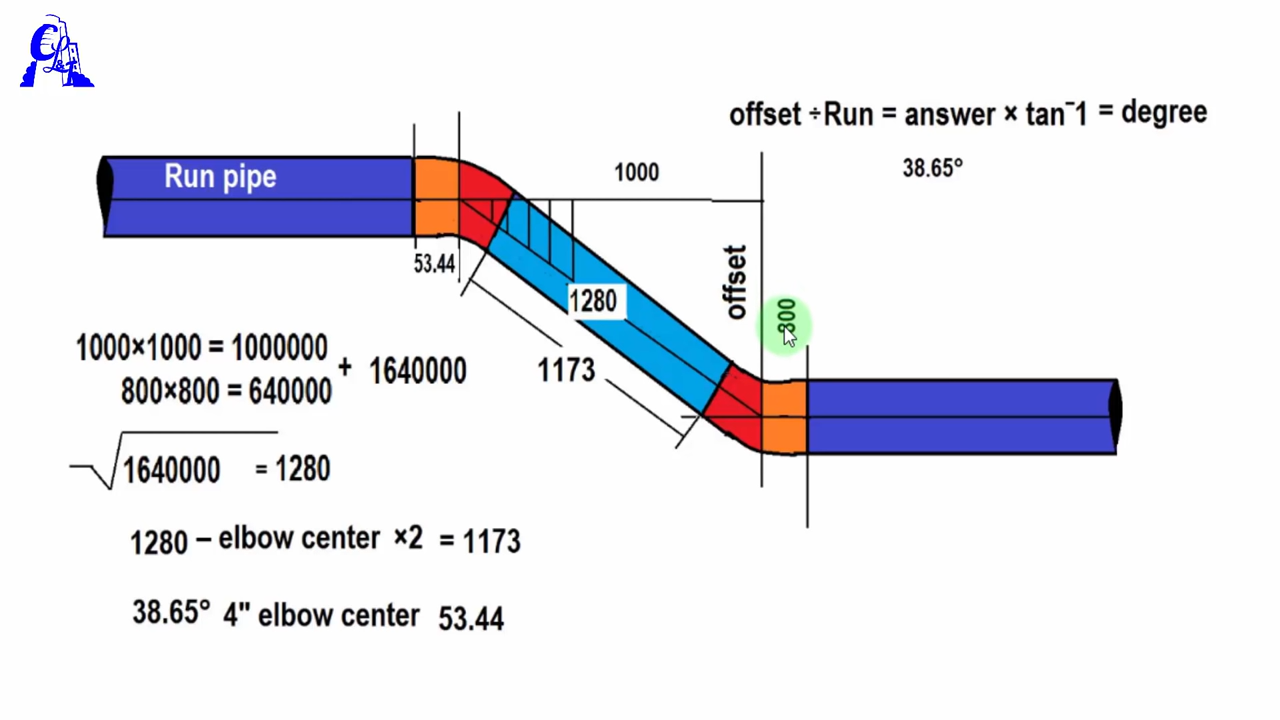 CL&T
offset ÷Run = answer × tan⁻1 = degree
38.65°
Run pipe
1000
offset
800
53.44
1280
1173
1000×1000 = 1000000
800×800 = 640000
+ 1640000
√1640000 = 1280
1280 – elbow center ×2 = 1173
38.65° 4" elbow center 53.44